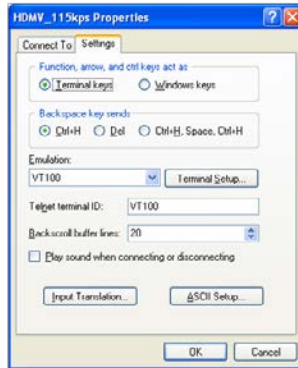 HDMV_115kps Properties
Connect To Settings
Function, arrow, and ctrl keys act as
Terminal keys Windows keys
Backspace key sends
Ctrl+H Del Ctrl+H, Space, Ctrl+H
Emulation:
VT100 Terminal Setup...
Telnet terminal ID: VT100
Backscroll buffer lines: 20
Play sound when connecting or disconnecting
Input Translation... ASCII Setup...
OK Cancel